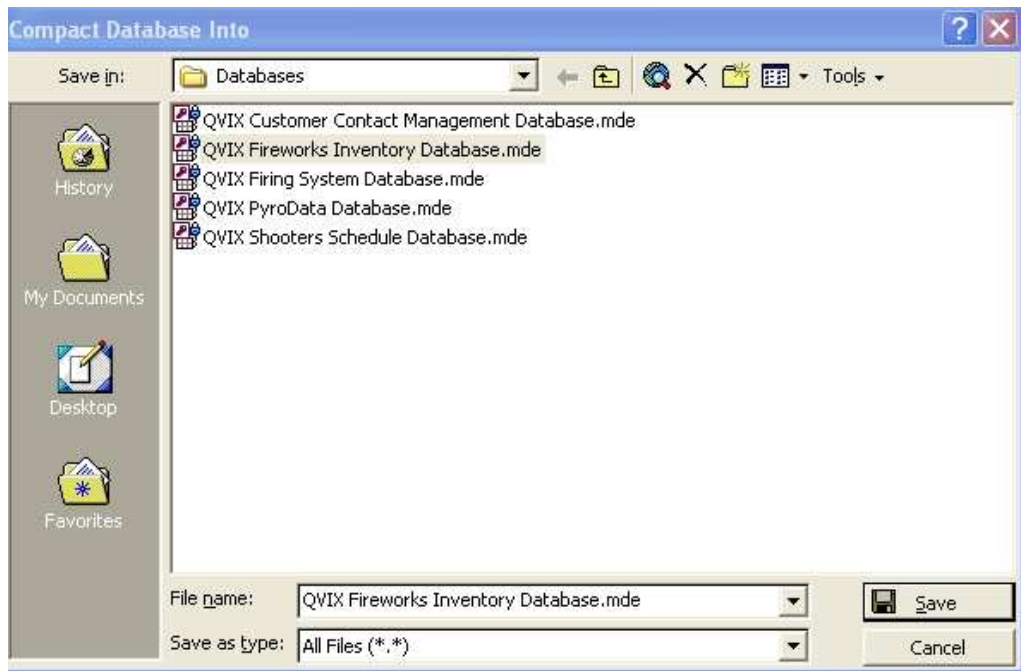 Compact Database Into
Save in:
Databases
Tools
QVIX Customer Contact Management Database.mde
QVIX Fireworks Inventory Database.mde
QVIX Firing System Database.mde
QVIX PyroData Database.mde
QVIX Shooters Schedule Database.mde
History
My Documents
Desktop
Favorites
File name:
QVIX Fireworks Inventory Database.mde
Save
Save as type:
All Files (*.*)
Cancel